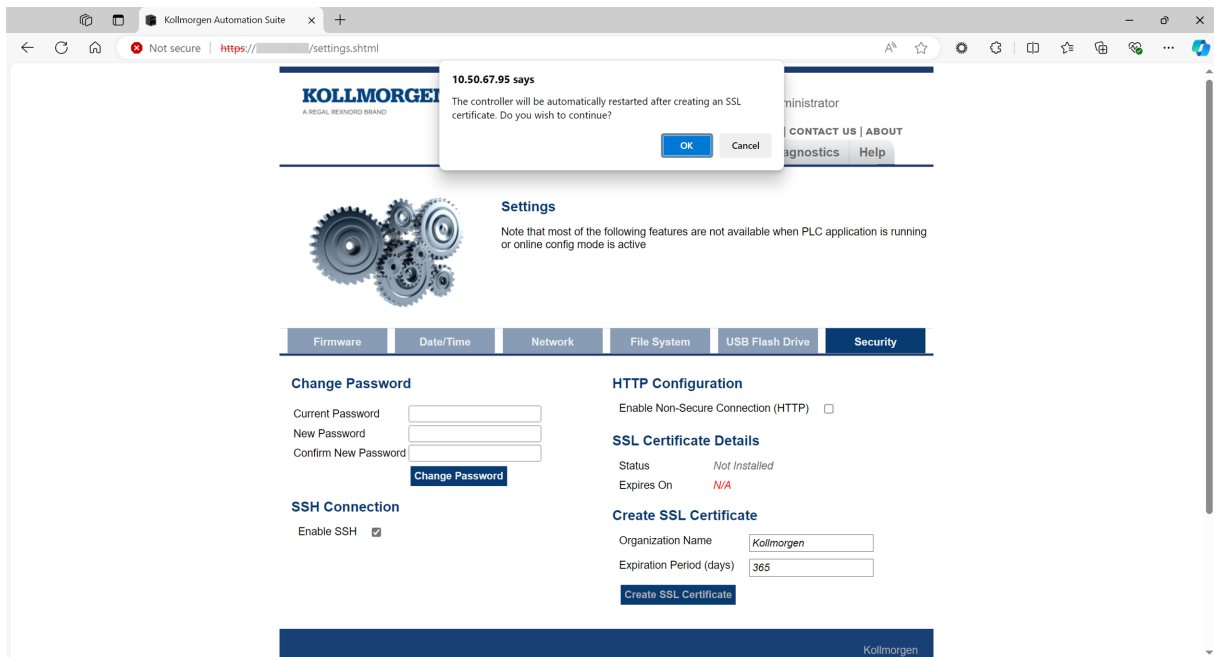 Kollmorgen Automation Suite
Not secure
https://
/settings.shtml
10.50.67.95 says
The controller will be automatically restarted after creating an SSL
certificate. Do you wish to continue?
OK
Cancel
KOLLMORGEN
A REGAL REXNORD BRAND
ministrator
| CONTACT US | ABOUT
agnostics
Help
Settings
Note that most of the following features are not available when PLC application is running
or online config mode is active
Firmware
Date/Time
Network
File System
USB Flash Drive
Security
Change Password
Current Password
New Password
Confirm New Password
Change Password
SSH Connection
Enable SSH
HTTP Configuration
Enable Non-Secure Connection (HTTP)
SSL Certificate Details
Status Not Installed
Expires On N/A
Create SSL Certificate
Organization Name Kollmorgen
Expiration Period (days) 365
Create SSL Certificate
Kollmorgen